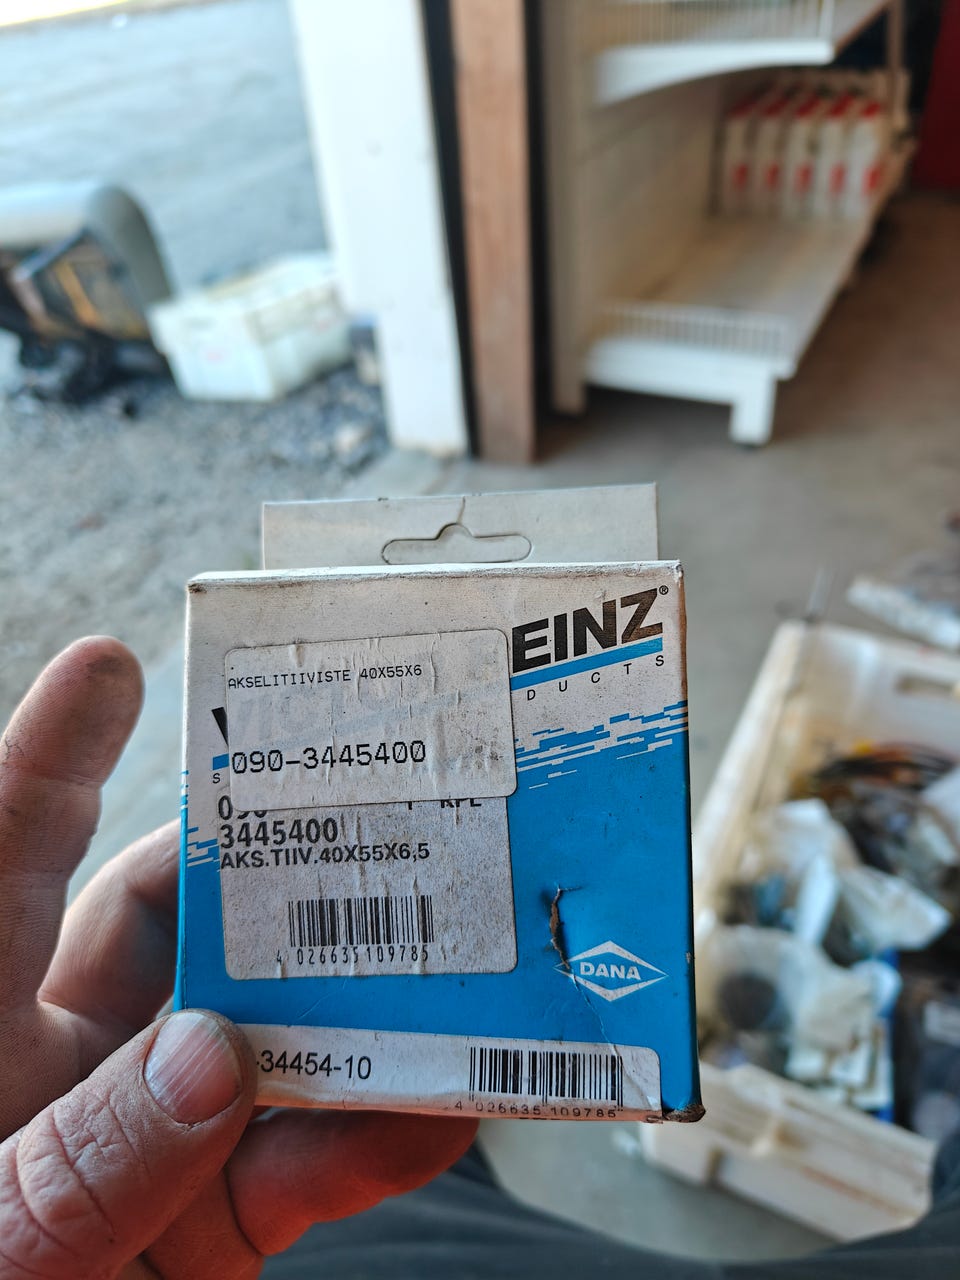 EINZ®
DUCTS
AKSELITIIVISTE 40X55X6
090-3445400
S
3445400
AKS.TIIV.40X55X6,5
4 026635 109785
DANA
-34454-10
4 026635 109785